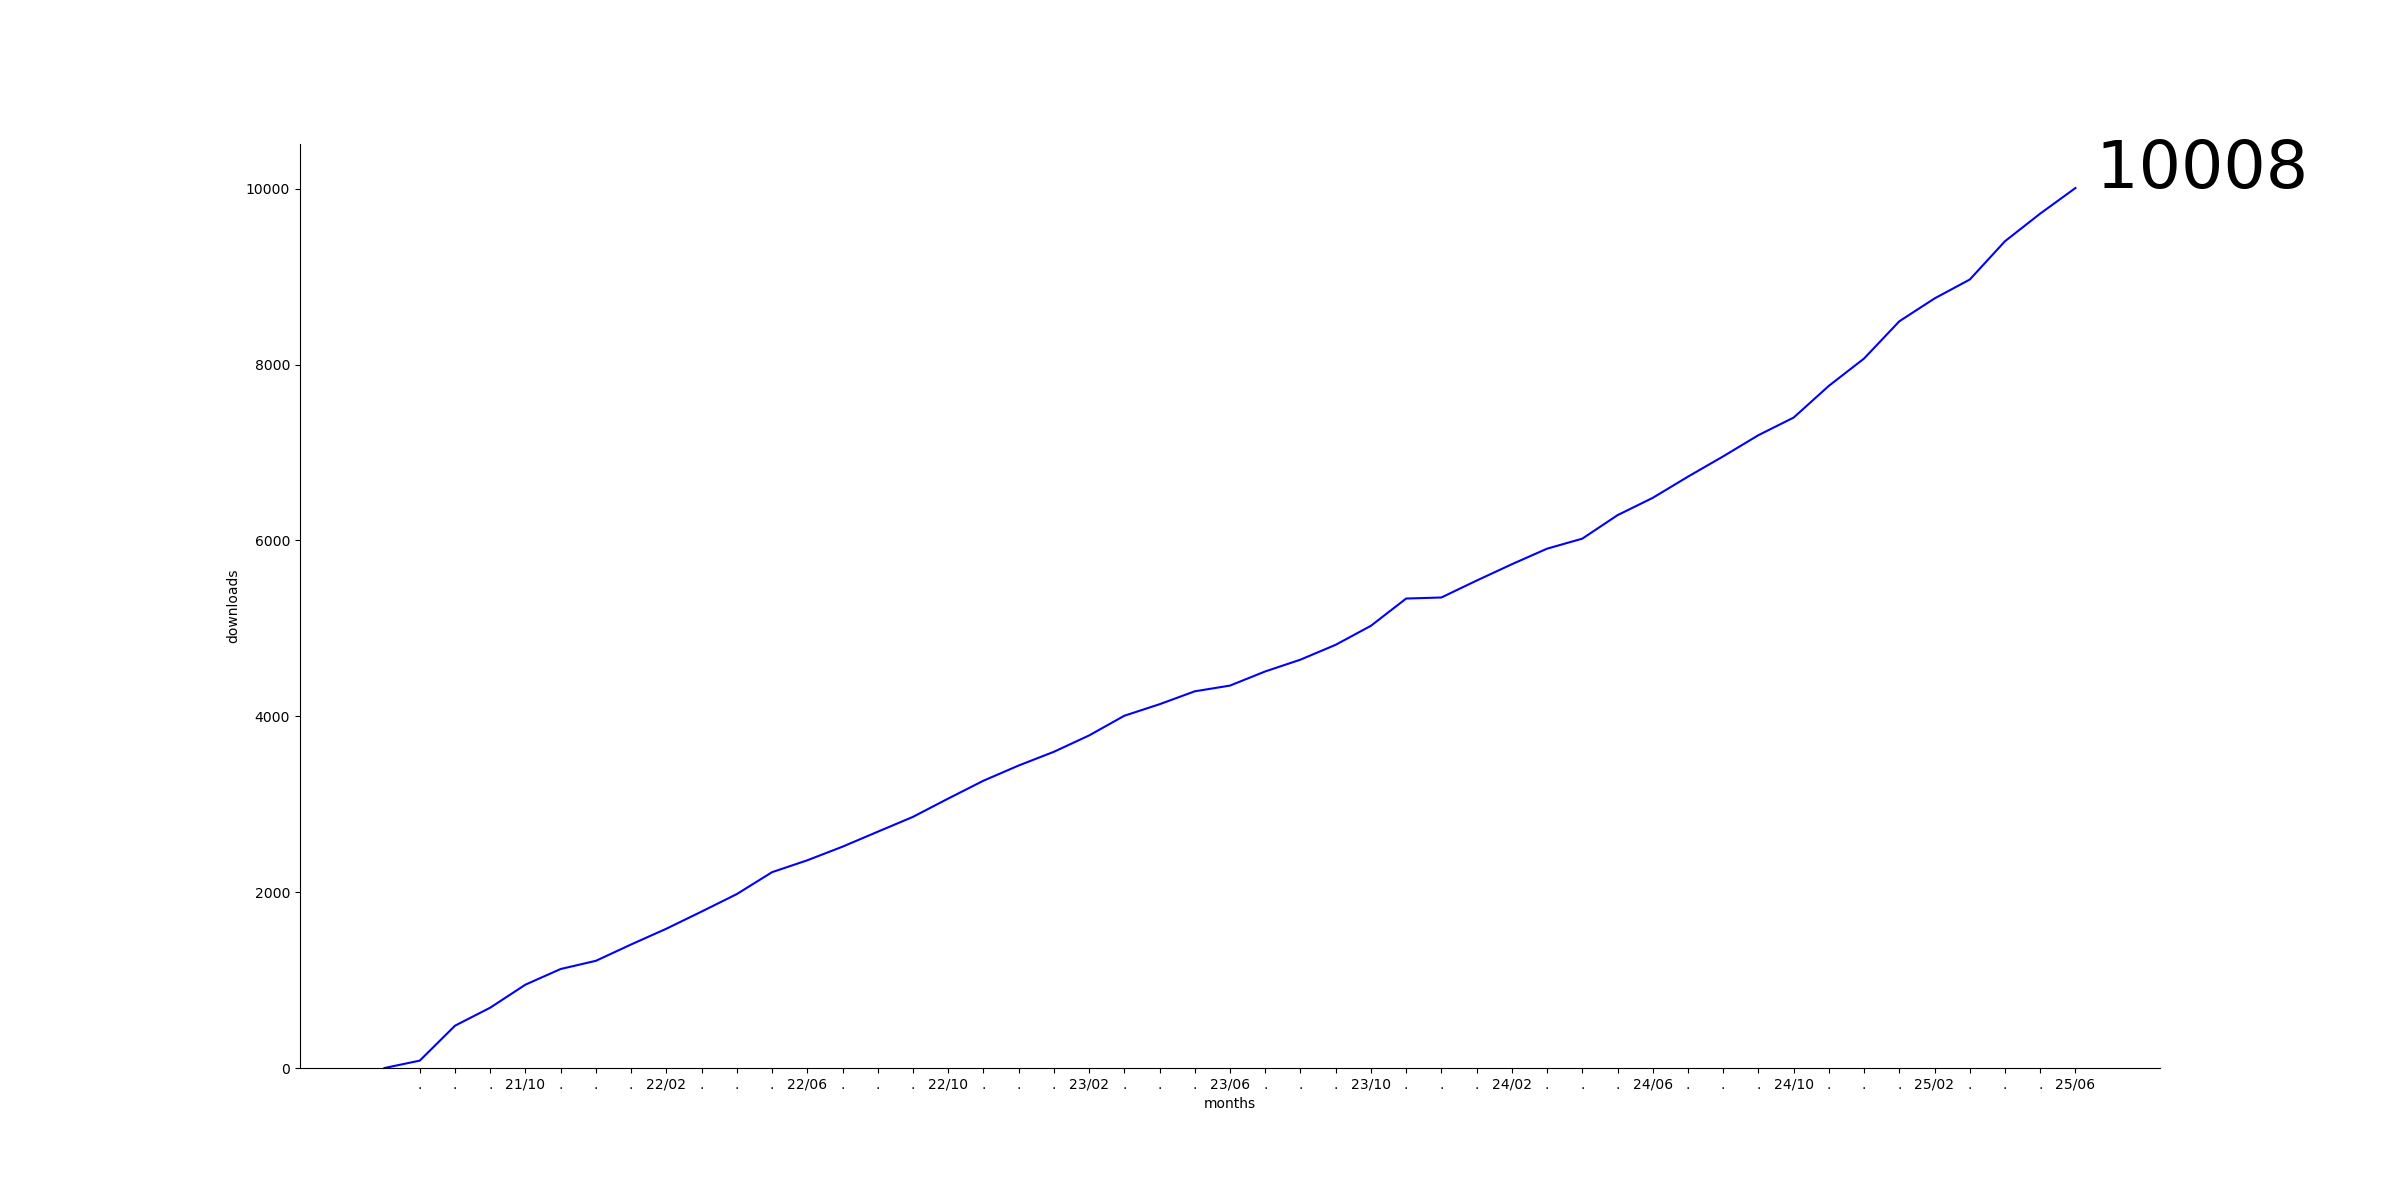 10008
10000
8000
6000
4000
2000
0
downloads
. . . 21/10 . . . 22/02 . . . 22/06 . . . 22/10 . . . 23/02 . . . 23/06 . . . 23/10 . . . 24/02 . . . 24/06 . . . 24/10 . . . 25/02 . . . 25/06
months